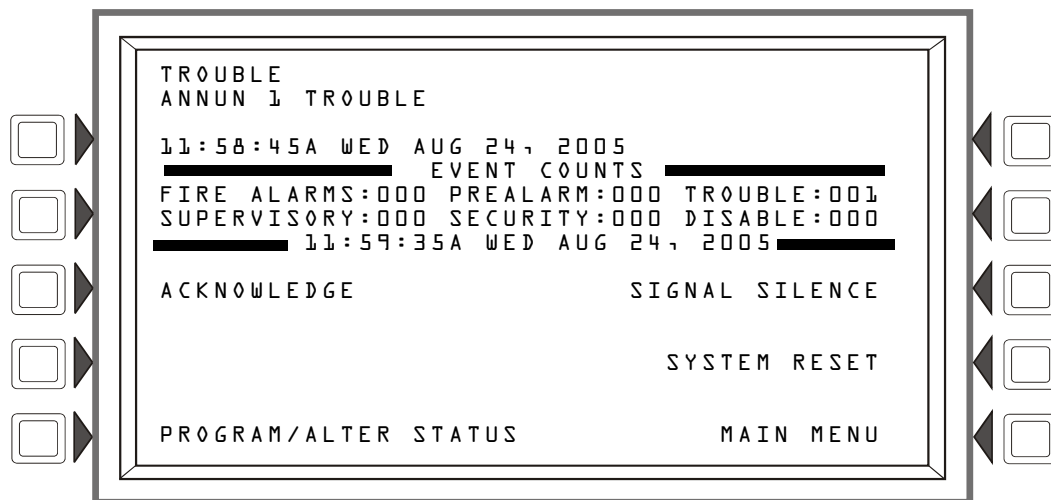 TROUBLE
ANNUN 1 TROUBLE
11:58:45A WED AUG 24, 2005
EVENT COUNTS
FIRE ALARMS:000 PREALARM:000 TROUBLE:001
SUPERVISORY:000 SECURITY:000 DISABLE:000
11:59:35A WED AUG 24, 2005
ACKNOWLEDGE SIGNAL SILENCE
SYSTEM RESET
PROGRAM/ALTER STATUS MAIN MENU